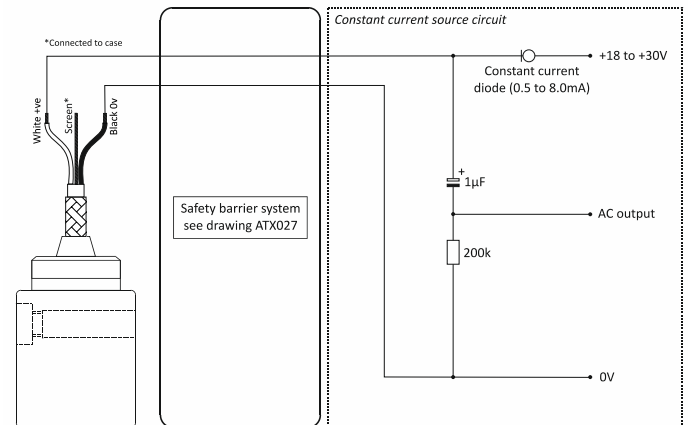 Constant current source circuit
*Connected to case
+18 to +30V
Constant current
diode (0.5 to 8.0mA)
White +ve
Screen*
Black 0v
+
1µF
Safety barrier system
see drawing ATX027
AC output
200k
0V